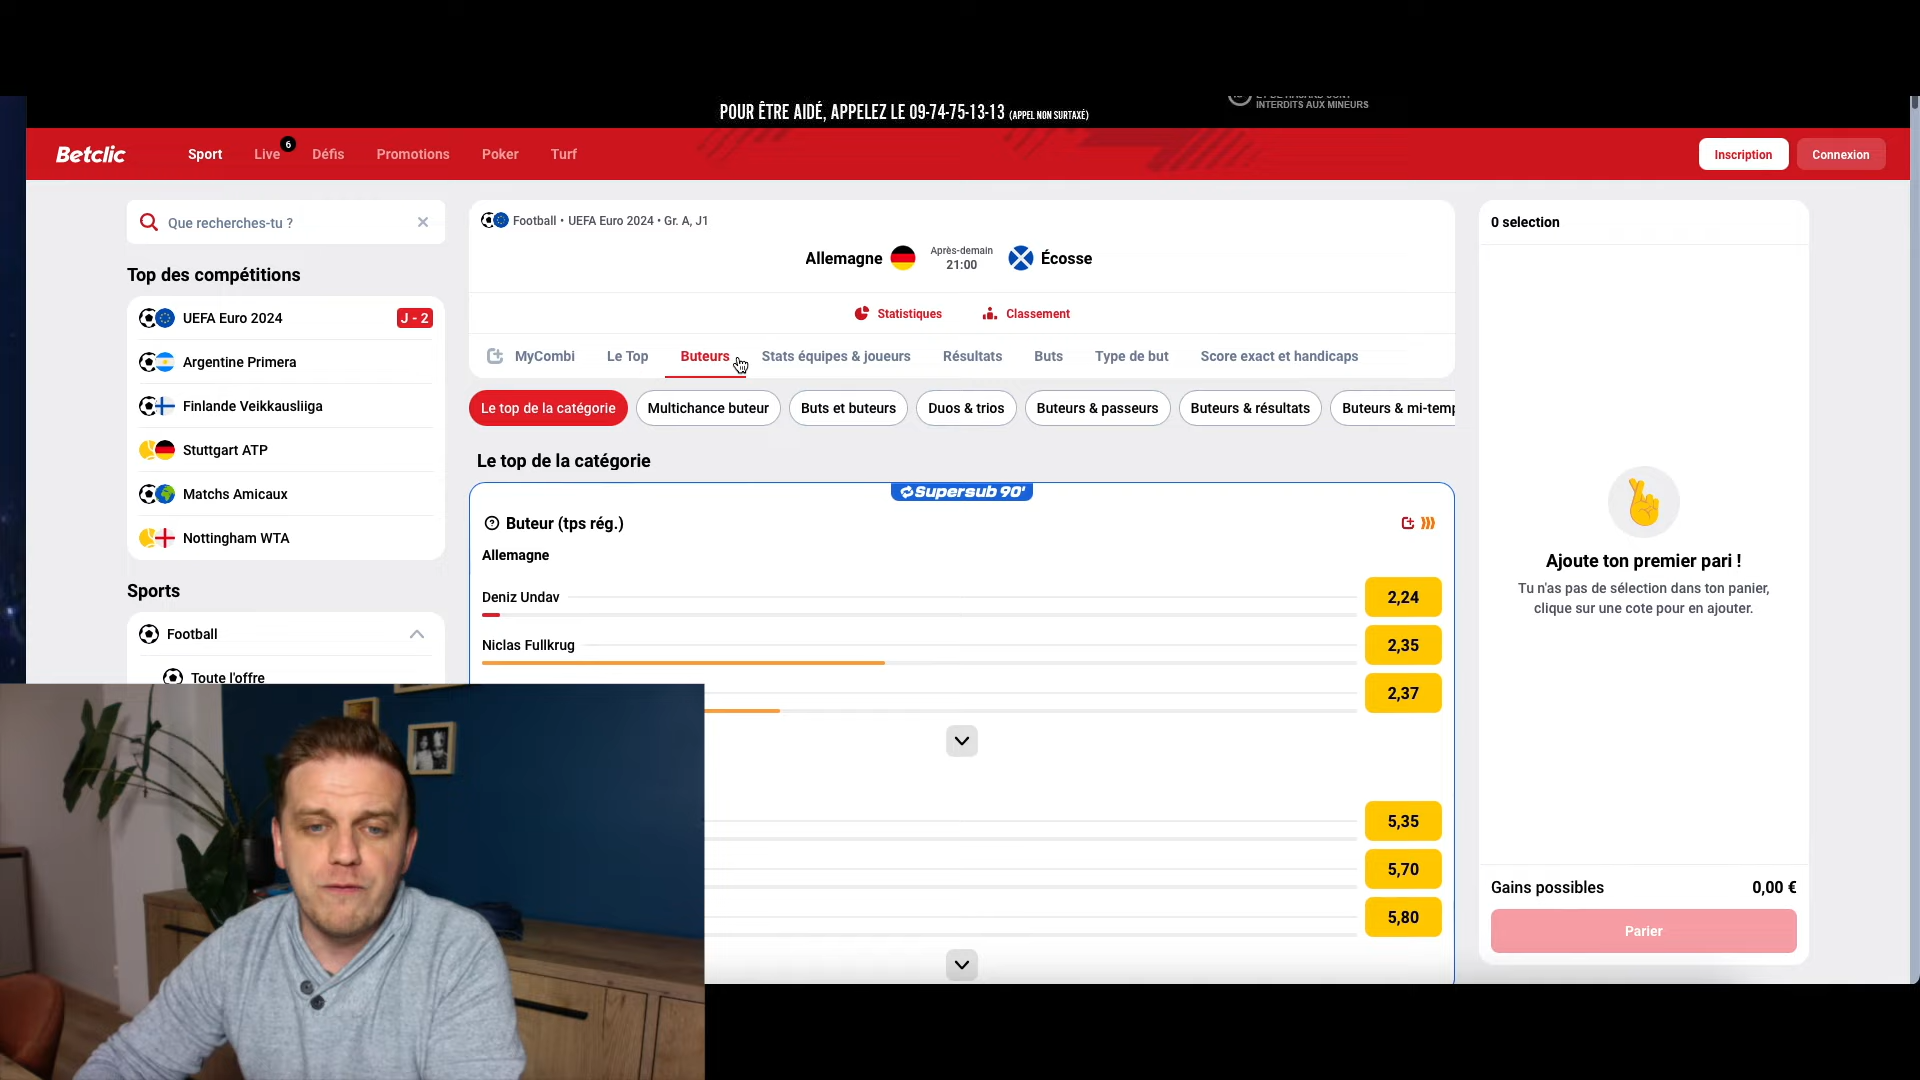 INTERDITS AUX MINEURS
POUR ÊTRE AIDÉ, APPELEZ LE 09-74-75-13-13 (APPEL NON SURTAXÉ)
Betclic
Sport
Live
6
Défis
Promotions
Poker
Turf
Inscription
Connexion
Que recherches-tu ?
Top des compétitions
UEFA Euro 2024
J - 2
Argentine Primera
Finlande Veikkausliiga
Stuttgart ATP
Matchs Amicaux
Nottingham WTA
Sports
Football
Toute l'offre
Football • UEFA Euro 2024 • Gr. A, J1
Allemagne
Après-demain
21:00
Écosse
Statistiques
Classement
MyCombi
Le Top
Buteurs
Stats équipes & joueurs
Résultats
Buts
Type de but
Score exact et handicaps
Le top de la catégorie
Multichance buteur
Buts et buteurs
Duos & trios
Buteurs & passeurs
Buteurs & résultats
Buteurs & mi-temp
Le top de la catégorie
Supersub 90'
Buteur (tps rég.)
Allemagne
Deniz Undav
2,24
Niclas Fullkrug
2,35
2,37
5,35
5,70
5,80
0 selection
Ajoute ton premier pari !
Tu n'as pas de sélection dans ton panier,
clique sur une cote pour en ajouter.
Gains possibles
0,00 €
Parier